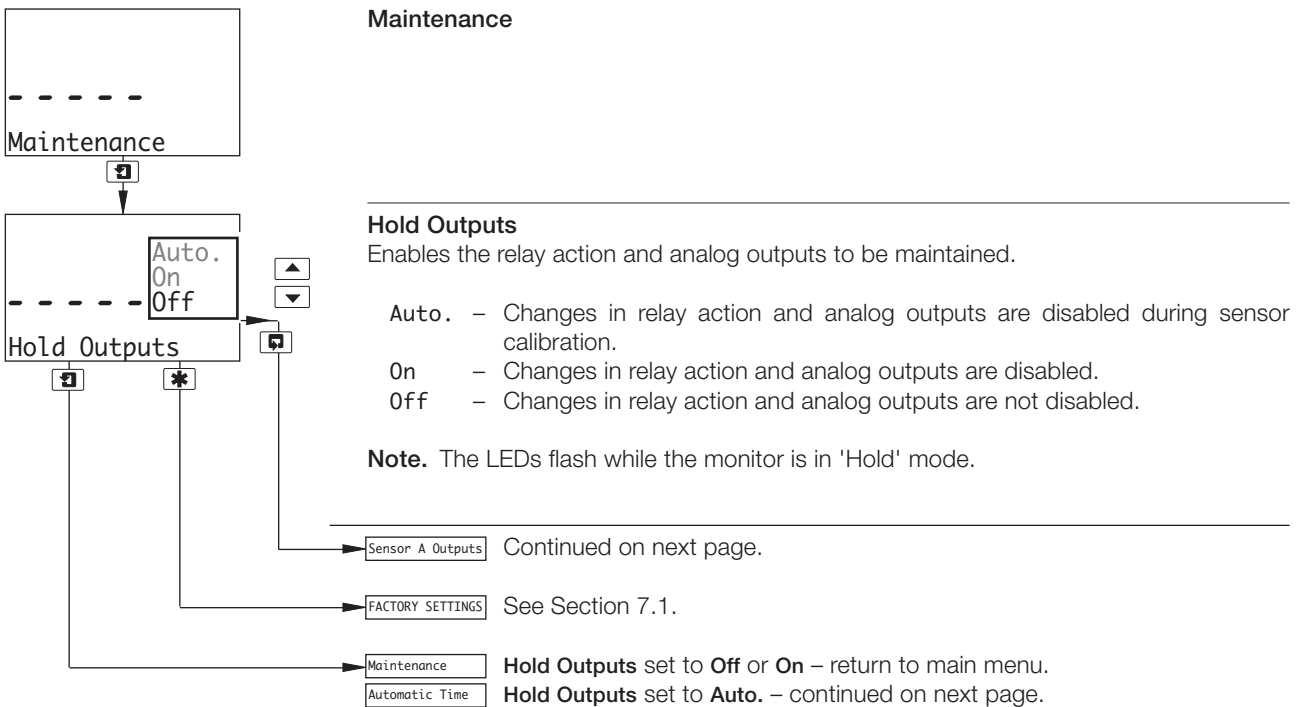 Maintenance
- - - - -
Maintenance
Hold Outputs
Enables the relay action and analog outputs to be maintained.
Auto.
On
- - - - - Off
Hold Outputs
Auto. – Changes in relay action and analog outputs are disabled during sensor
calibration.
On – Changes in relay action and analog outputs are disabled.
Off – Changes in relay action and analog outputs are not disabled.
Note. The LEDs flash while the monitor is in 'Hold' mode.
Sensor A Outputs Continued on next page.
FACTORY SETTINGS See Section 7.1.
Maintenance Hold Outputs set to Off or On – return to main menu.
Automatic Time Hold Outputs set to Auto. – continued on next page.